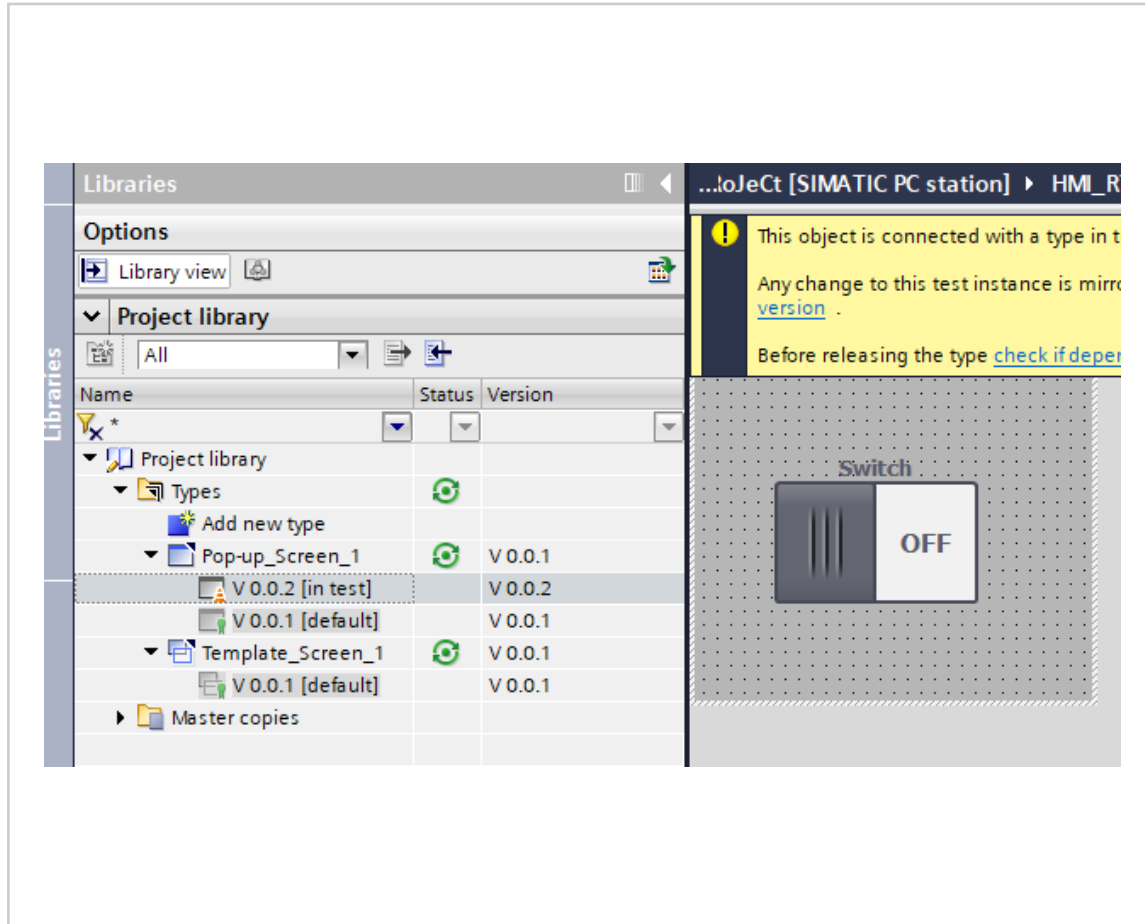 Libraries
Options
Library view
Project library
All
Name Status Version
*
Project library
Types
Add new type
Pop-up_Screen_1 V 0.0.1
V 0.0.2 [in test] V 0.0.2
V 0.0.1 [default] V 0.0.1
Template_Screen_1 V 0.0.1
V 0.0.1 [default] V 0.0.1
Master copies
Libraries
[SIMATIC PC station] HMI_R
This object is connected with a type in t
Any change to this test instance is mirr
version .
Before releasing the type check if deper
Switch
OFF